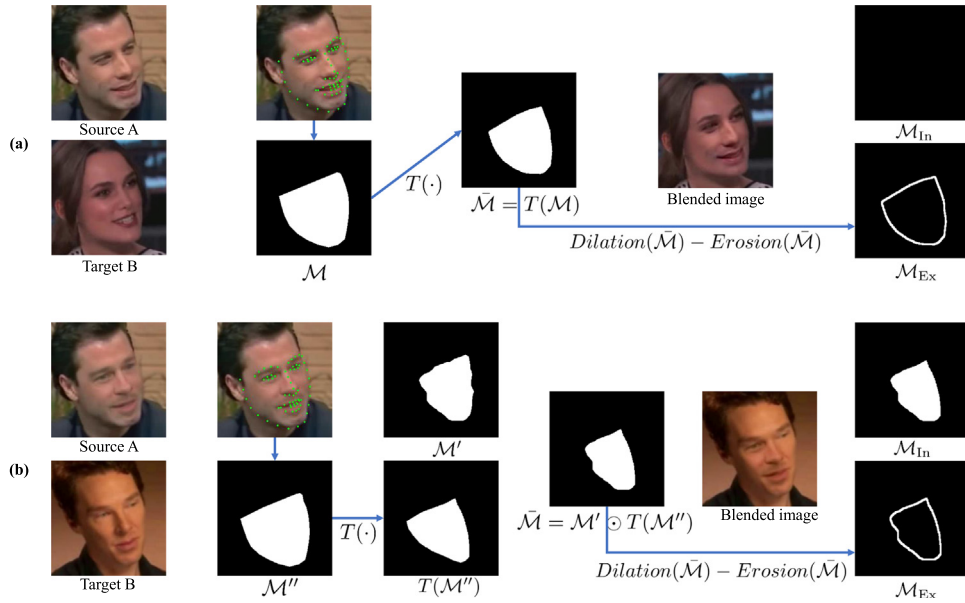 Source A
(a)
Target B
M
T(·)
M̄ = T(M)
Blended image
Dilation(M̄) − Erosion(M̄)
M_In
M_Ex
Source A
(b)
Target B
M′
M″
T(·)
T(M″)
M̄ = M′ ⊙ T(M″)
Blended image
Dilation(M̄) − Erosion(M̄)
M_In
M_Ex